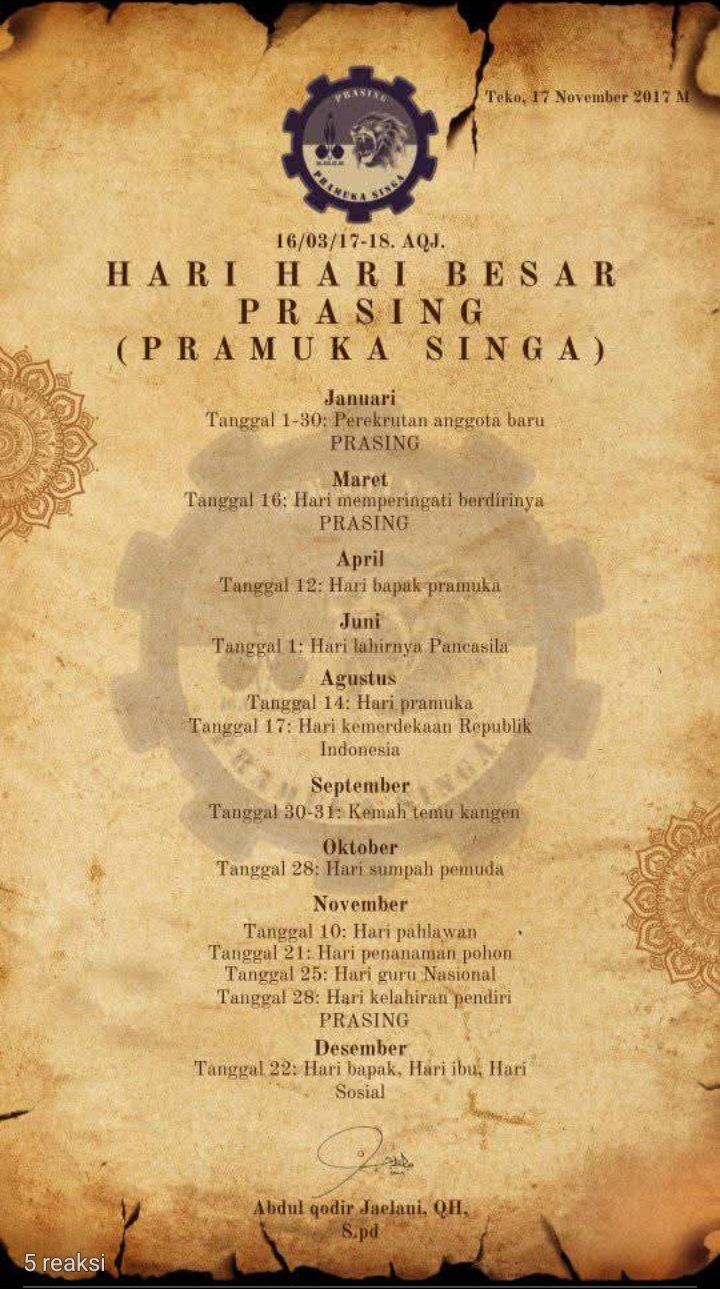 Teko, 17 November 2017 M
PRASING
PRAMUKA SINGA
16/03/17-18. AQJ.
HARI HARI BESAR
PRASING
(PRAMUKA SINGA)
Januari
Tanggal 1-30: Perekrutan anggota baru
PRASING
Maret
Tanggal 16: Hari memperingati berdirinya
PRASING
April
Tanggal 12: Hari bapak pramuka
Juni
Tanggal 1: Hari lahirnya Pancasila
Agustus
Tanggal 14: Hari pramuka
Tanggal 17: Hari kemerdekaan Republik
Indonesia
September
Tanggal 30-31: Kemah temu kangen
Oktober
Tanggal 28: Hari sumpah pemuda
November
Tanggal 10: Hari pahlawan
Tanggal 21: Hari penanaman pohon
Tanggal 25: Hari guru Nasional
Tanggal 28: Hari kelahiran pendiri
PRASING
Desember
Tanggal 22: Hari bapak, Hari ibu, Hari
Sosial
Abdul qodir Jaelani, QH,
S.pd
5 reaksi